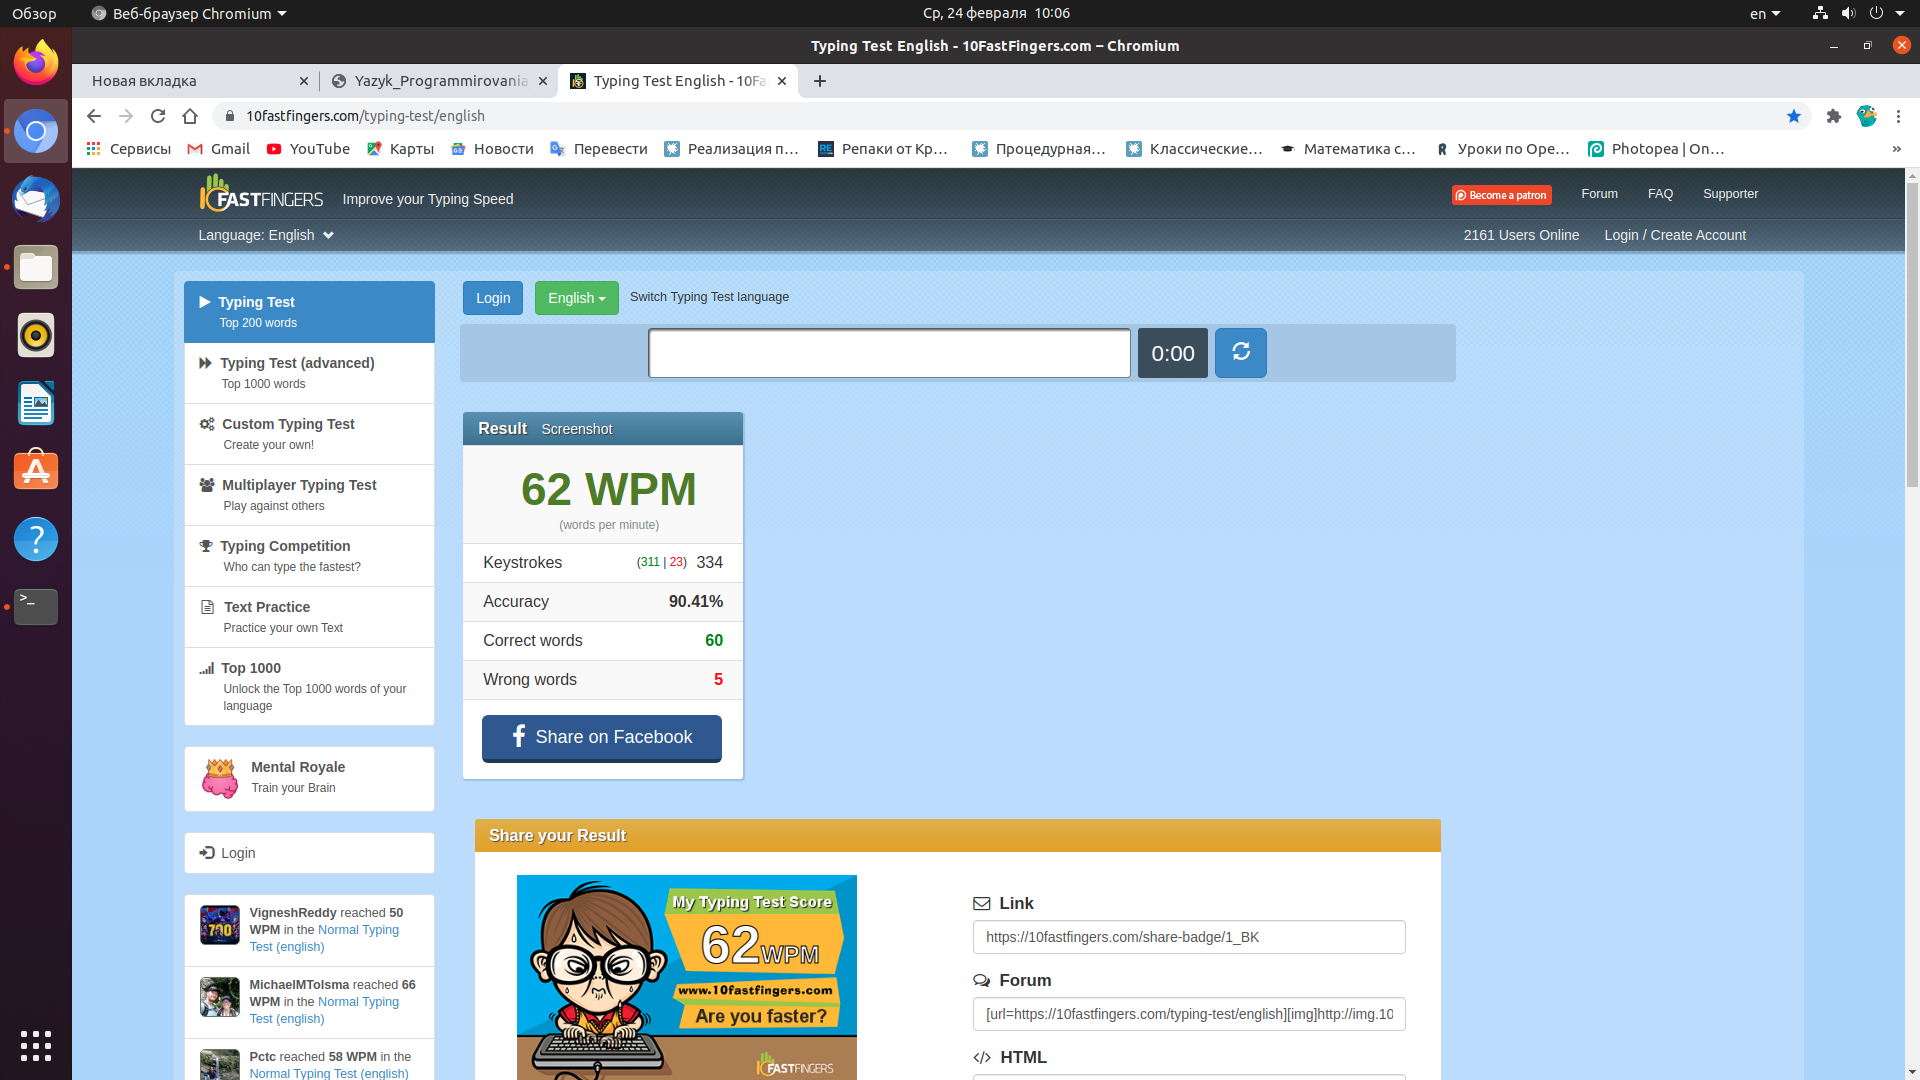 Обзор
Веб-браузер Chromium
Ср, 24 февраля 10:06
en
Typing Test English - 10FastFingers.com – Chromium
Новая вкладка
Yazyk_Programmirovania
Typing Test English - 10Fa
10fastfingers.com/typing-test/english
Сервисы
Gmail
YouTube
Карты
Новости
Перевести
Реализация п…
Репаки от Кр…
Процедурная…
Классические…
Математика с…
Уроки по Оре…
Photopea | On…
»
10FASTFINGERS
Improve your Typing Speed
Become a patron
Forum
FAQ
Supporter
Language: English
2161 Users Online
Login / Create Account
Typing Test
Top 200 words
Typing Test (advanced)
Top 1000 words
Custom Typing Test
Create your own!
Multiplayer Typing Test
Play against others
Typing Competition
Who can type the fastest?
Text Practice
Practice your own Text
Top 1000
Unlock the Top 1000 words of your
language
Mental Royale
Train your Brain
Login
VigneshReddy reached 50
WPM in the Normal Typing
Test (english)
MichaelMTolsma reached 66
WPM in the Normal Typing
Test (english)
Pctc reached 58 WPM in the
Normal Typing Test (english)
Login
English
Switch Typing Test language
0:00
Result Screenshot
62 WPM
(words per minute)
Keystrokes (311 | 23) 334
Accuracy 90.41%
Correct words 60
Wrong words 5
Share on Facebook
Share your Result
My Typing Test Score
62 WPM
www.10fastfingers.com
Are you faster?
10FASTFINGERS
Link
https://10fastfingers.com/share-badge/1_BK
Forum
[url=https://10fastfingers.com/typing-test/english][img]http://img.10
HTML